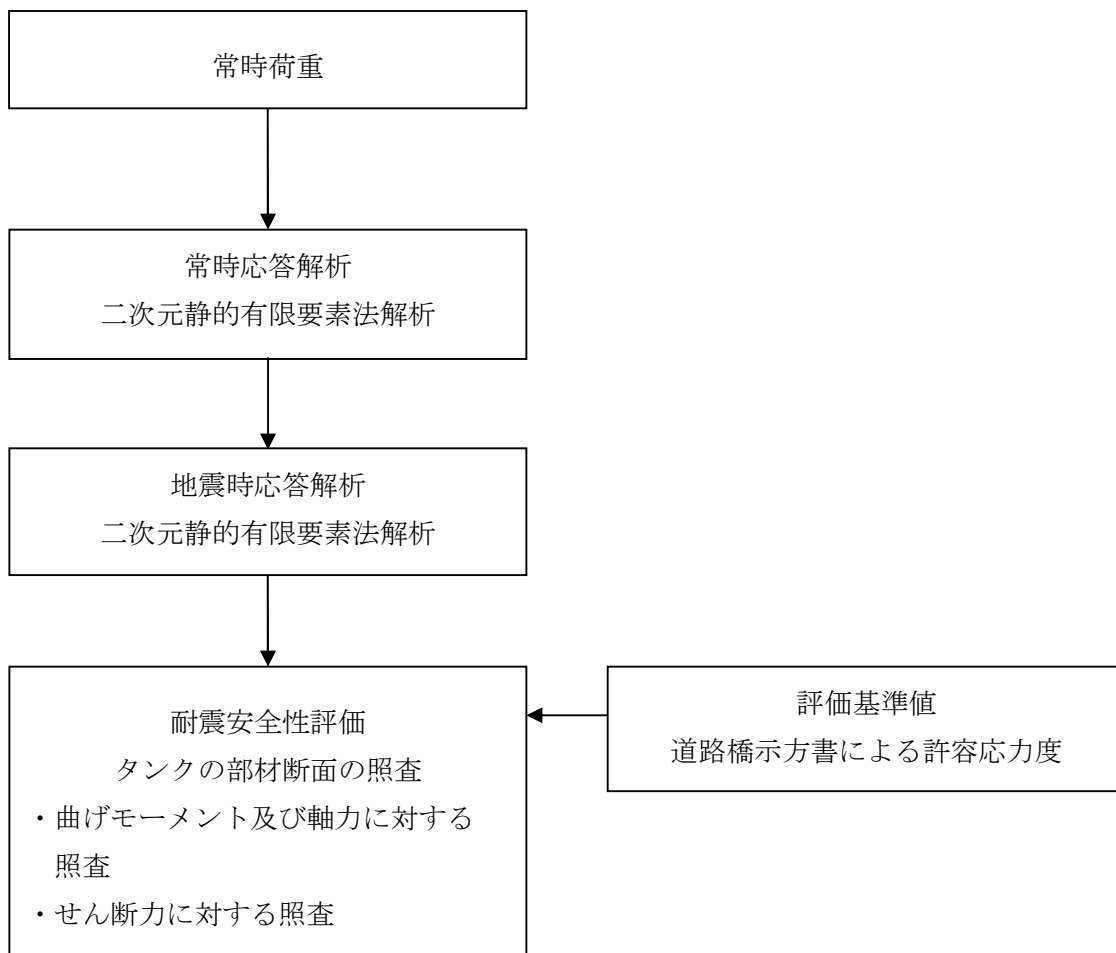 常時荷重
常時応答解析
二次元静的有限要素法解析
地震時応答解析
二次元静的有限要素法解析
耐震安全性評価
タンクの部材断面の照査
・曲げモーメント及び軸力に対する
照査
・せん断力に対する照査
評価基準値
道路橋示方書による許容応力度